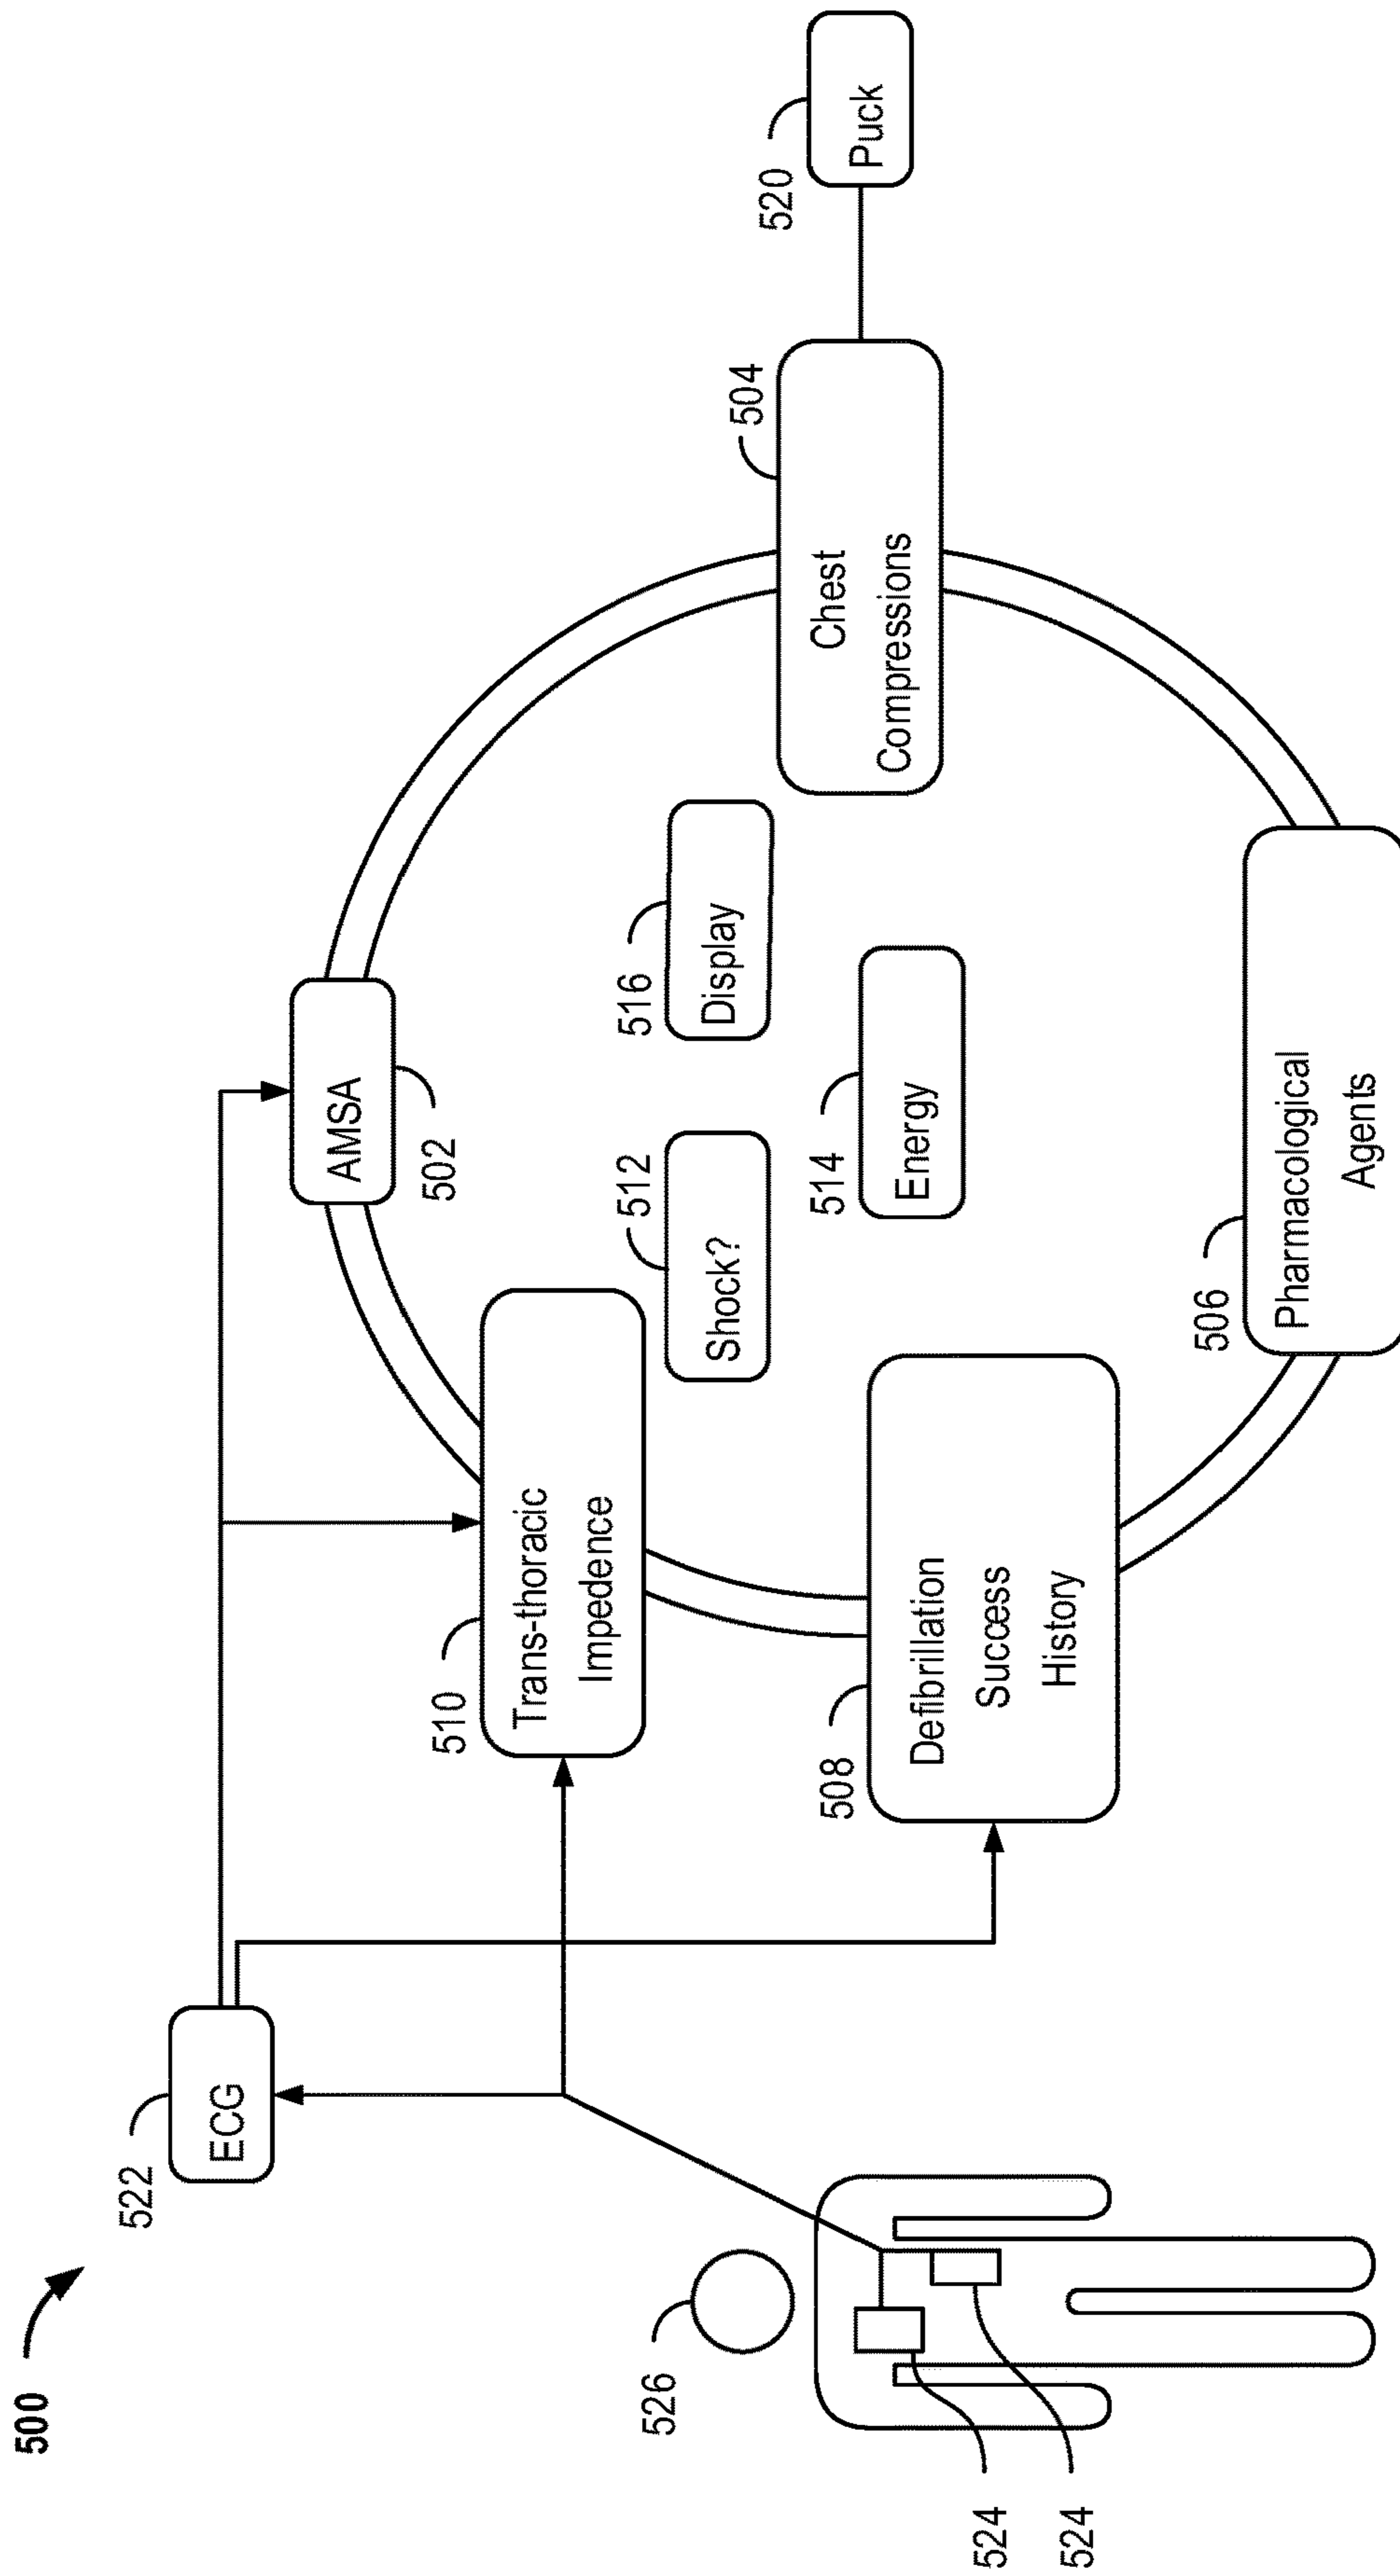 500
522
ECG
AMSA
502
510
Trans-thoracic
Impedence
512
Shock?
516
Display
504
Chest
Compressions
520
Puck
526
508
Defibrillation
Success
History
514
Energy
524
524
506
Pharmacological
Agents